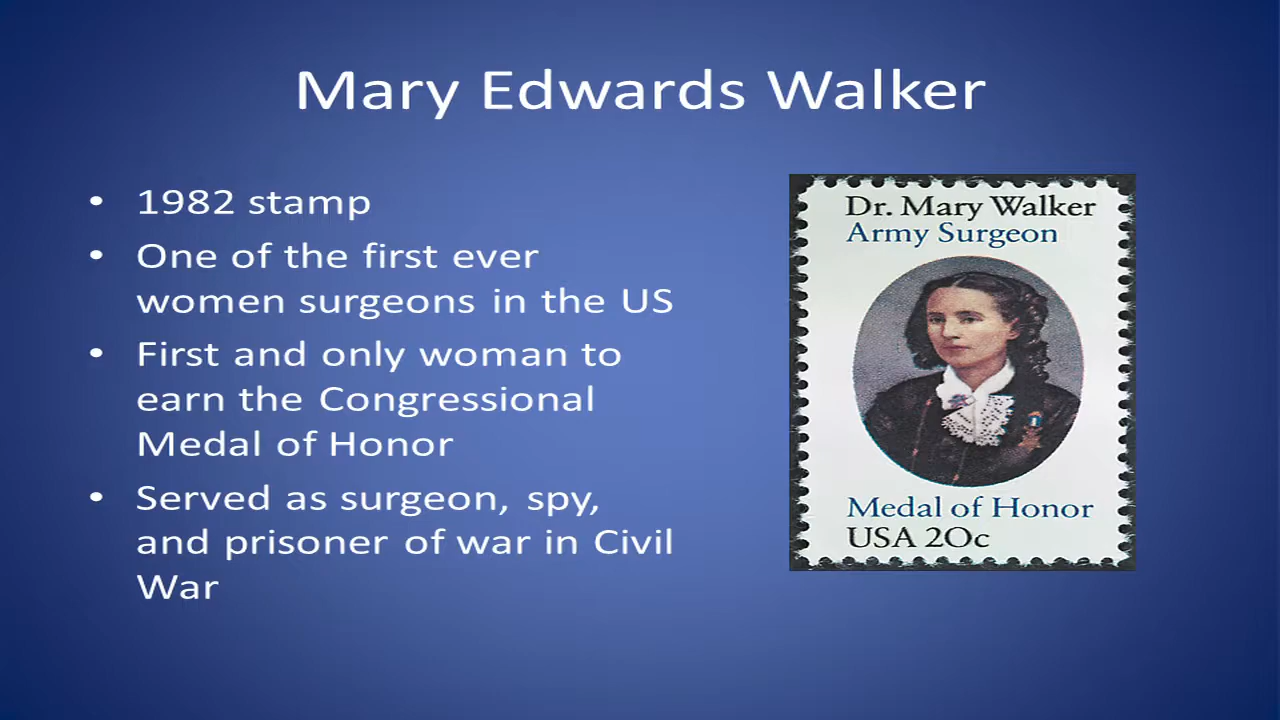 Mary Edwards Walker
• 1982 stamp
• One of the first ever
women surgeons in the US
• First and only woman to
earn the Congressional
Medal of Honor
• Served as surgeon, spy,
and prisoner of war in Civil
War
Dr. Mary Walker
Army Surgeon
Medal of Honor
USA 20c